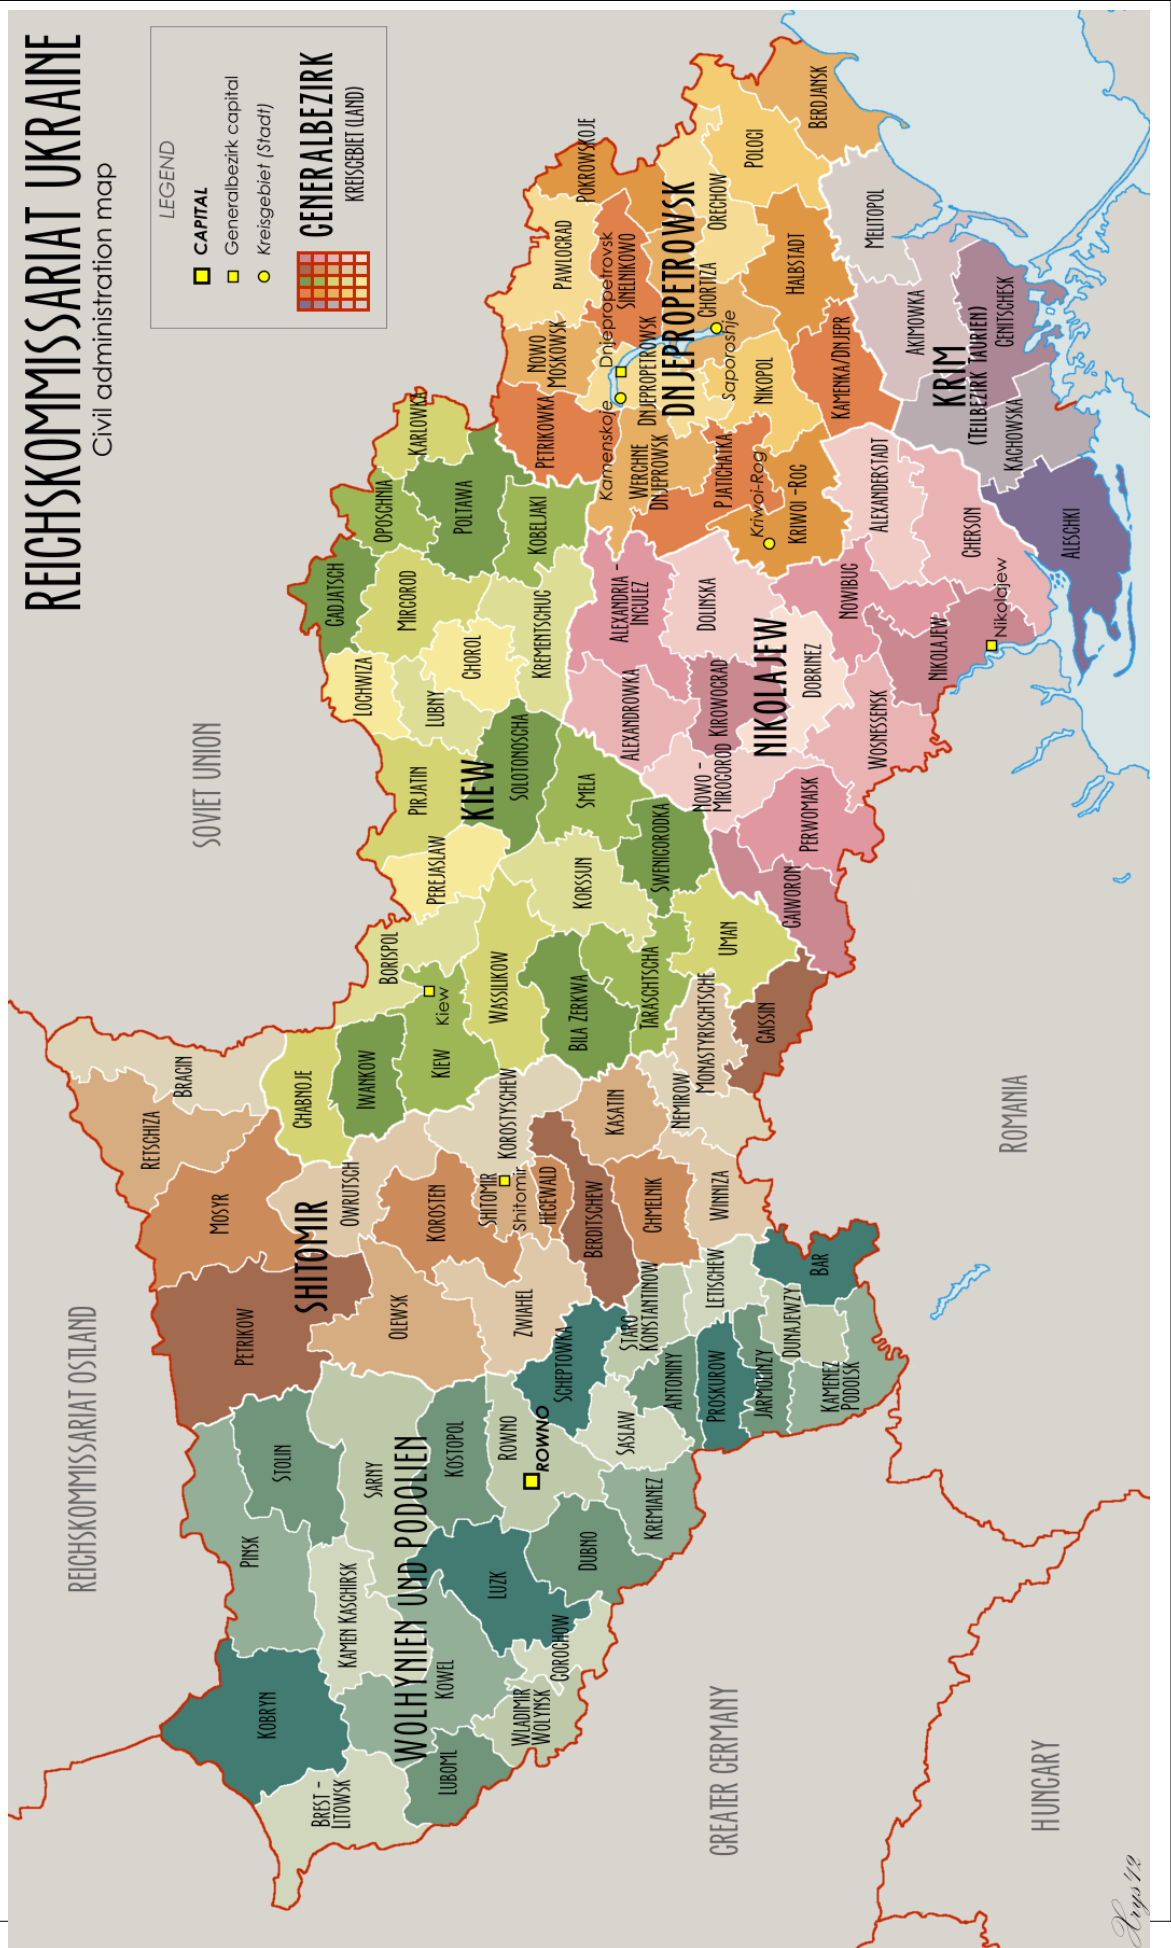 REICHSKOMMISSARIAT UKRAINE
Civil administration map
LEGEND
CAPITAL
Generalbezirk capital
Kreisgebiet (Stadt)
GENERALBEZIRK
KREISGEBIET (LAND)
SOVIET UNION
REICHSKOMMISSARIAT OSTLAND
GREATER GERMANY
HUNGARY
ROMANIA
WOLHYNIEN UND PODOLIEN
BREST -
LITOWSK
KOBRYN
PINSK
STOLIN
KAMEN KASCHIRSK
SARNY
LUBOML
KOWEL
KOSTOPOL
WLADIMIR
WOLYNSK
GOROCHOW
LUZK
ROWNO
ROWNO
DUBNO
KREMIANEZ
SASLAW
SCHEPTOWKA
STARO
KONSTANTINOW
ANTONINY
PROSKUROW
LETISCHEW
JARMOLINZY
DUNAJEWZY
KAMENEZ
PODOLSK
BAR
SHITOMIR
PETRIKOW
MOSYR
RETSCHIZA
BRAGIN
OWRUTSCH
OLEWSK
KOROSTEN
ZWIAHEL
SHITOMIR
Shitomir
KOROSTYSCHEW
HEGEWALD
BERDITSCHEW
KASATIN
CHMELNIK
WINNIZA
NEMIROW
MONASTYRISCHTSCHE
GAISSIN
KIEW
CHABNOJE
IWANKOW
KIEW
Kiew
BORISPOL
WASSILIKOW
BILA ZERKWA
TARASCHTSCHA
UMAN
PEREJASLAW
KORSSUN
SWENIGORODKA
PIRJATIN
SOLOTONOSCHA
SMELA
LOCHWIZA
LUBNY
CHOROL
KREMENTSCHUG
GADJATSCH
MIRGOROD
OPOSCHNIA
POLTAWA
KOBELJAKI
KARLOWKA
NIKOLAJEW
ALEXANDROWKA
ALEXANDRIA -
INGULEZ
NOWO -
MIROGOROD
KIROWOGRAD
DOLINSKA
DOBRINEZ
GAIWORON
PERWOMAISK
WOSNESSENSK
NOWIBUG
NIKOLAJEW
Nikolajew
ALEXANDERSTADT
CHERSON
DNJEPROPETROWSK
PETRIKOWKA
NOWO
MOSKOWSK
PAWLOGRAD
POKROWSKOJE
SINELNIKOWO
Dnjepropetrovsk
Kamenskoje
DNJEPROPETROWSK
WERCHNE
DNJEPROWSK
PJATICHATKA
Kriwoi-Rog
KRIWOI -ROG
NIKOPOL
Saporoshje
CHORTIZA
ORECHOW
POLOGI
BERDJANSK
HALBSTADT
KAMENKA/DNJEPR
KRIM
(TEILBEZIRK TAURIEN)
MELITOPOL
AKIMOWKA
GENITSCHESK
KACHOWSKA
ALESCHKI
Xrys'12